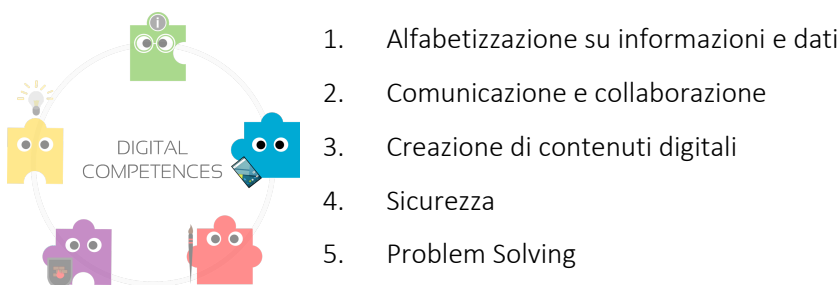 i
DIGITAL
COMPETENCES
1. Alfabetizzazione su informazioni e dati
2. Comunicazione e collaborazione
3. Creazione di contenuti digitali
4. Sicurezza
5. Problem Solving